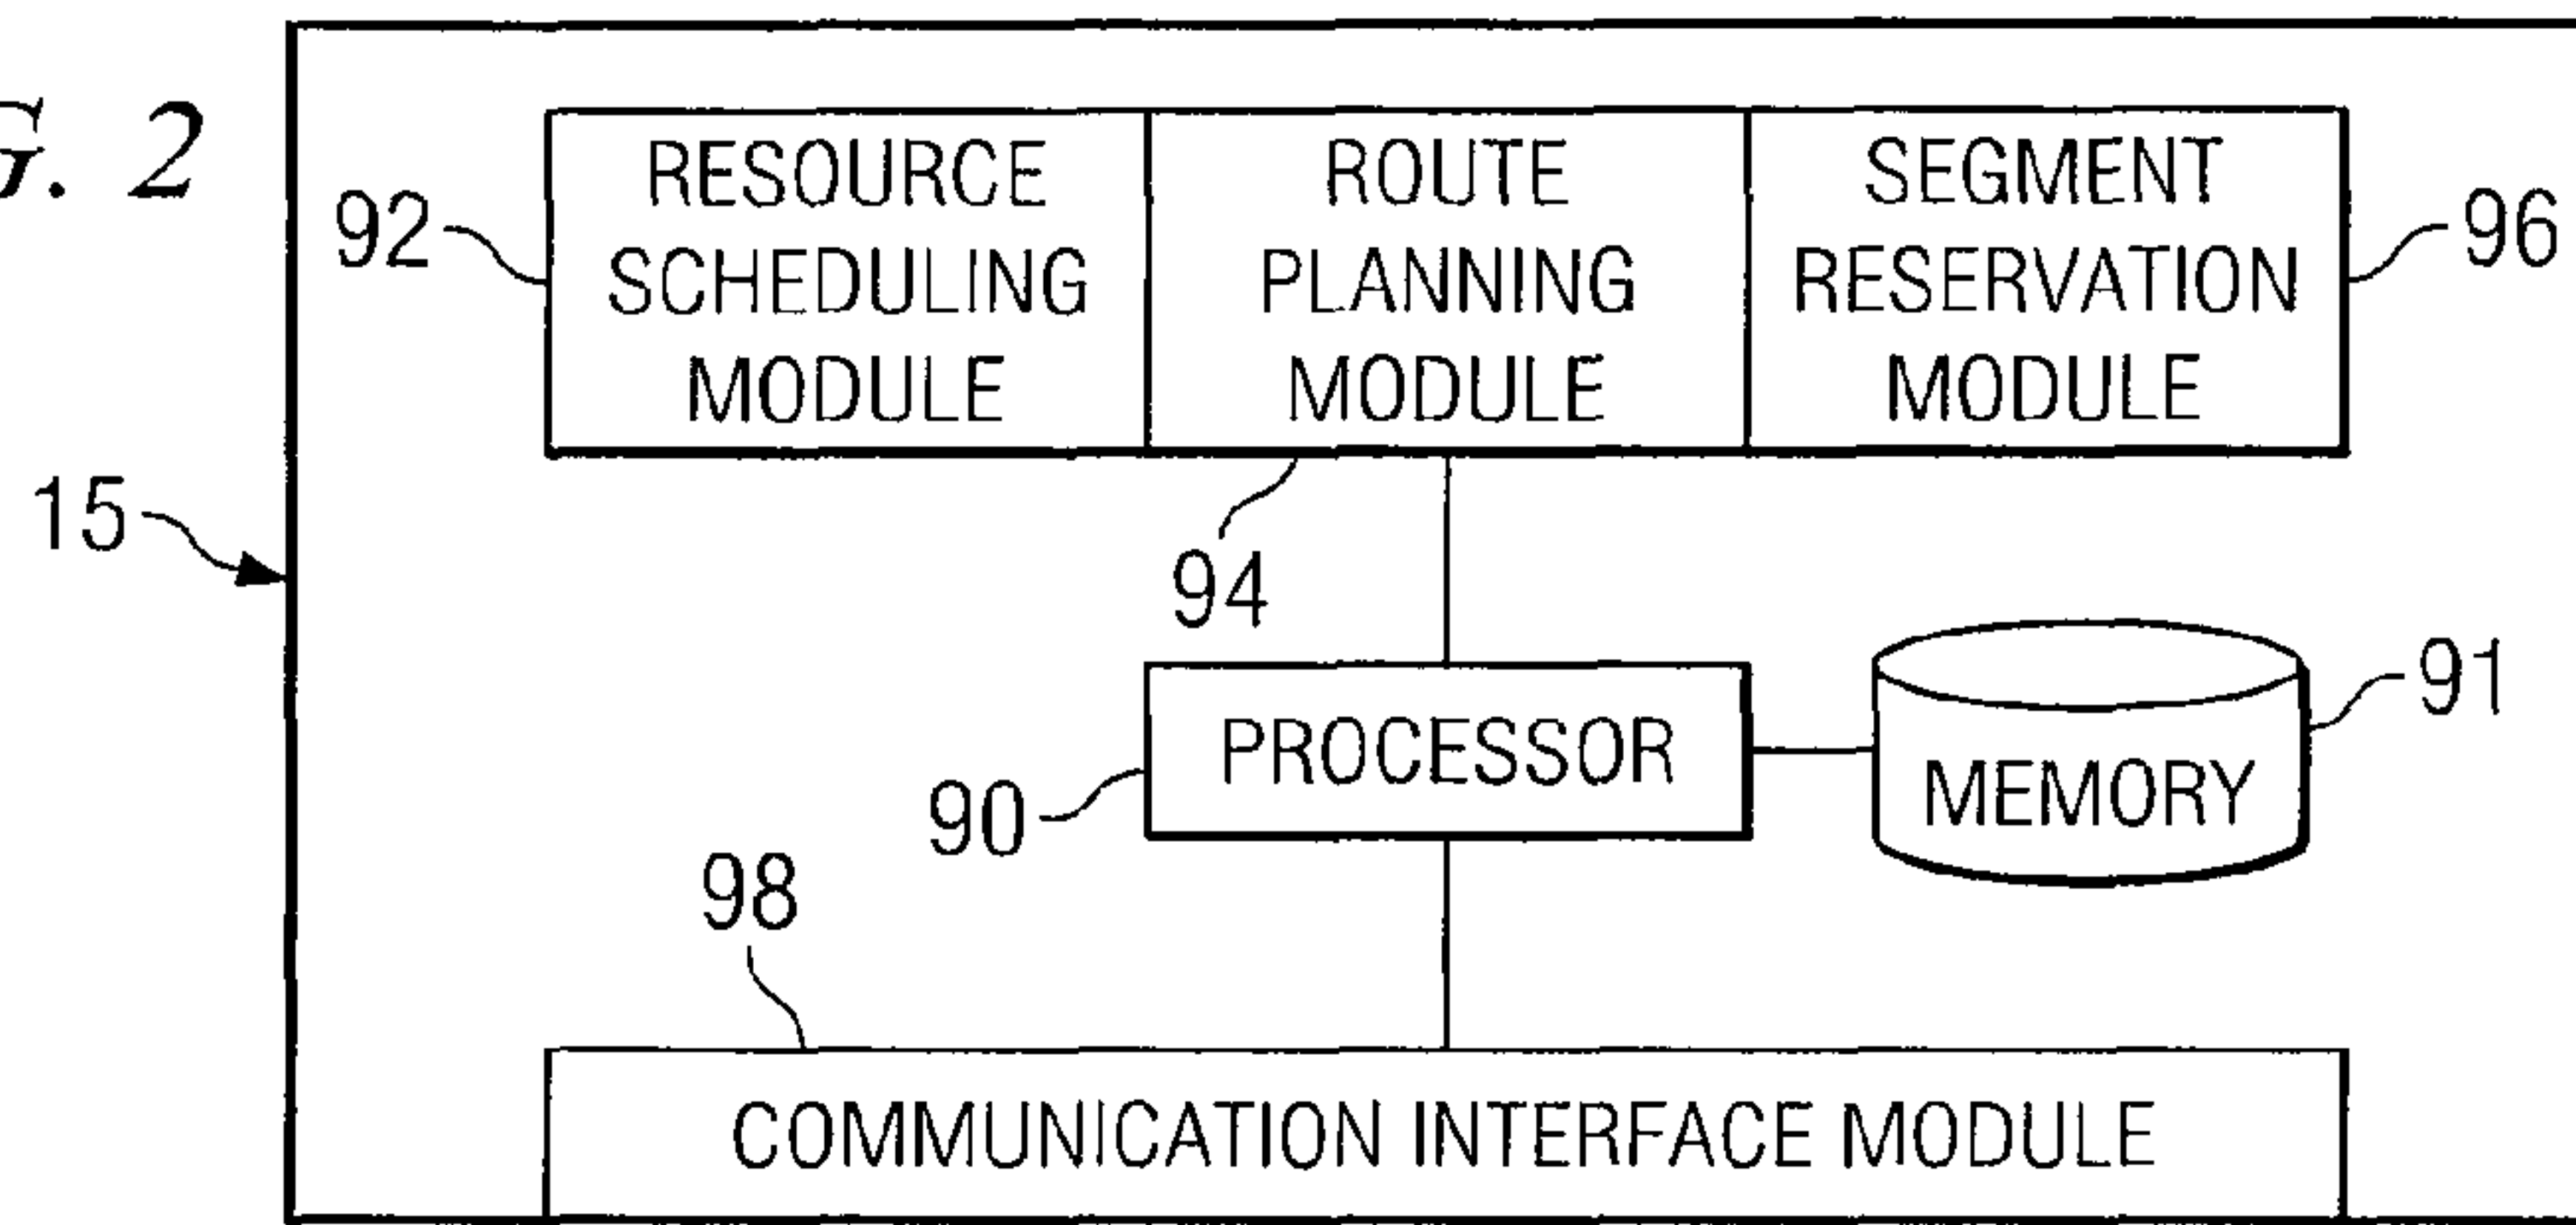 G. 2
92
RESOURCE
SCHEDULING
MODULE
ROUTE
PLANNING
MODULE
SEGMENT
RESERVATION
MODULE
96
15
94
PROCESSOR
90
MEMORY
91
98
COMMUNICATION INTERFACE MODULE